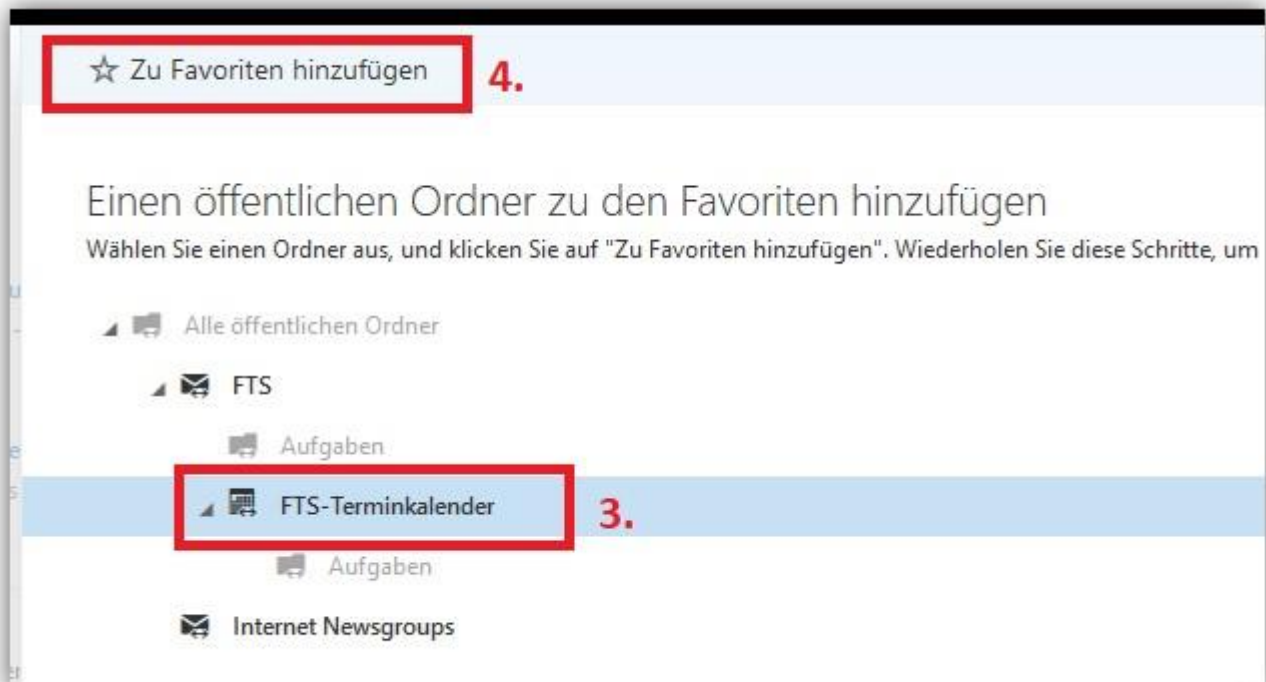 ☆ Zu Favoriten hinzufügen 4.
Einen öffentlichen Ordner zu den Favoriten hinzufügen
Wählen Sie einen Ordner aus, und klicken Sie auf "Zu Favoriten hinzufügen". Wiederholen Sie diese Schritte, um
Alle öffentlichen Ordner
FTS
Aufgaben
FTS-Terminkalender 3.
Aufgaben
Internet Newsgroups